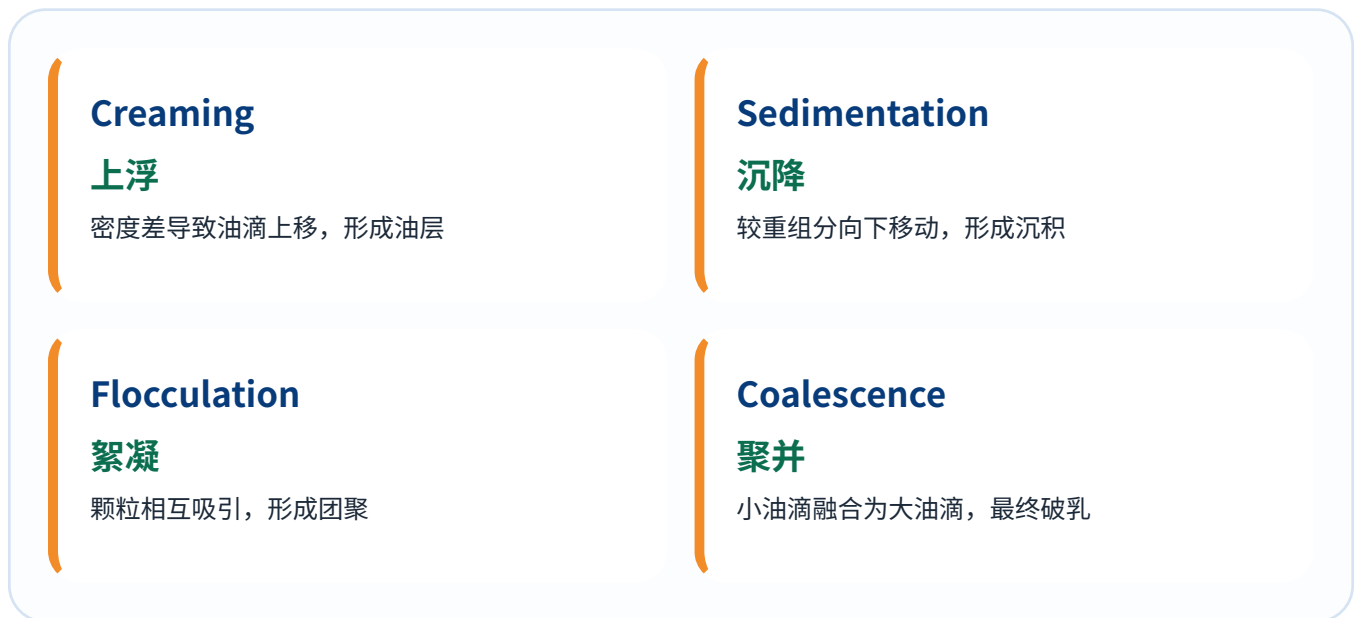 Creaming
上浮
密度差导致油滴上移，形成油层
Sedimentation
沉降
较重组分向下移动，形成沉积
Flocculation
絮凝
颗粒相互吸引，形成团聚
Coalescence
聚并
小油滴融合为大油滴，最终破乳